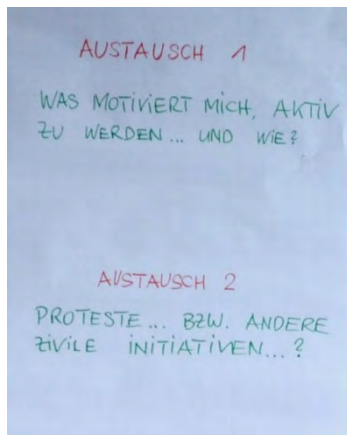 AUSTAUSCH 1
WAS MOTIVIERT MICH, AKTIV
ZU WERDEN... UND WIE?
AUSTAUSCH 2
PROTESTE... BZW. ANDERE
ZIVILE INITIATIVEN...?